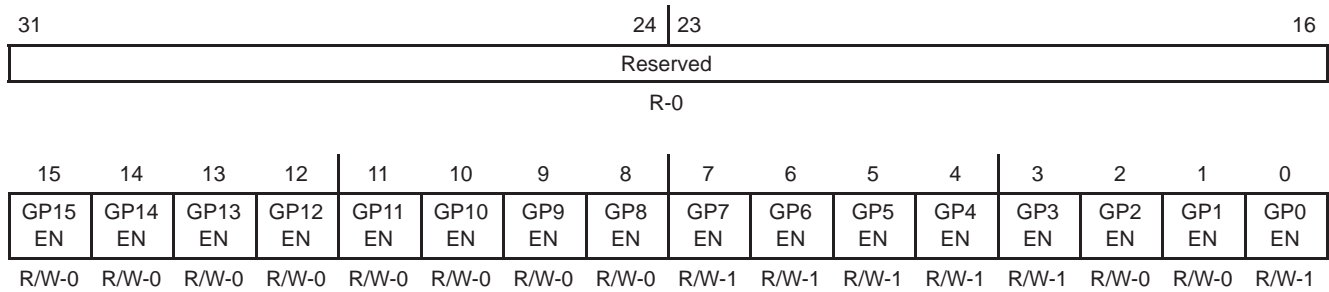 31 24 23 16
Reserved
R-0
15 14 13 12 11 10 9 8 7 6 5 4 3 2 1 0
GP15 GP14 GP13 GP12 GP11 GP10 GP9 GP8 GP7 GP6 GP5 GP4 GP3 GP2 GP1 GP0
EN EN EN EN EN EN EN EN EN EN EN EN EN EN EN EN
R/W-0 R/W-0 R/W-0 R/W-0 R/W-0 R/W-0 R/W-0 R/W-0 R/W-1 R/W-1 R/W-1 R/W-1 R/W-1 R/W-0 R/W-0 R/W-1